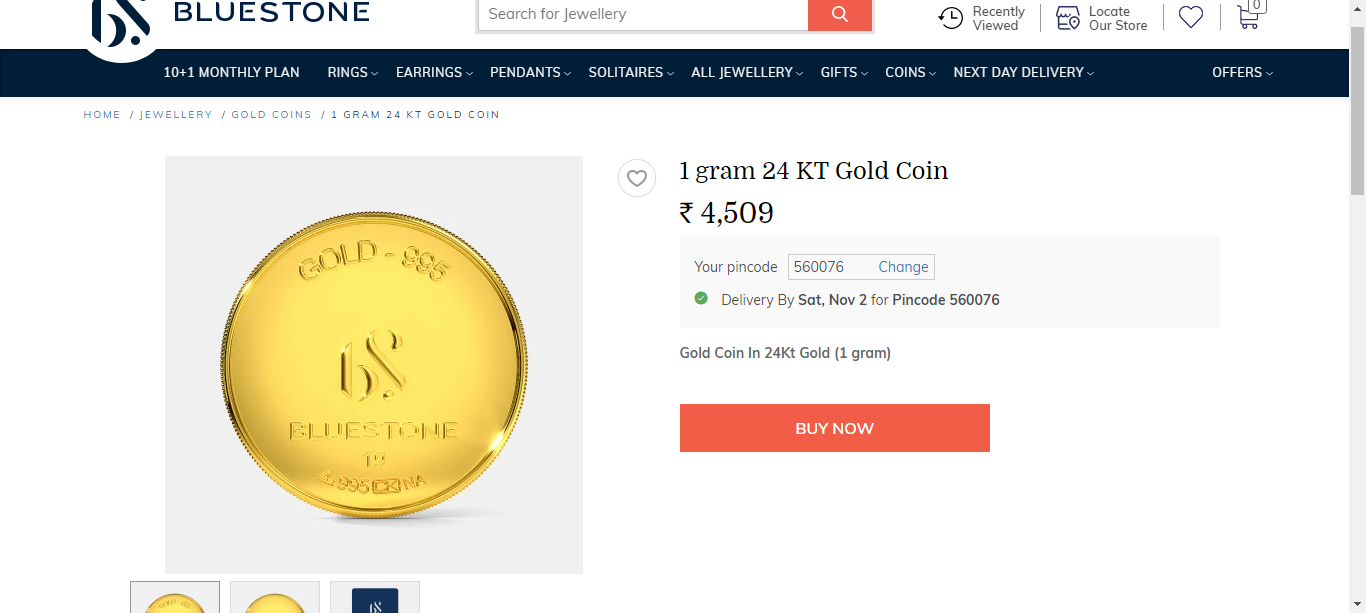 BLUESTONE
Search for Jewellery
Recently
Viewed
Locate
Our Store
0
10+1 MONTHLY PLAN RINGS EARRINGS PENDANTS SOLITAIRES ALL JEWELLERY GIFTS COINS NEXT DAY DELIVERY OFFERS
HOME / JEWELLERY / GOLD COINS / 1 GRAM 24 KT GOLD COIN
1 gram 24 KT Gold Coin
₹ 4,509
Your pincode 560076 Change
Delivery By Sat, Nov 2 for Pincode 560076
Gold Coin In 24Kt Gold (1 gram)
BUY NOW
GOLD - 995
BLUESTONE
1g
995 NA